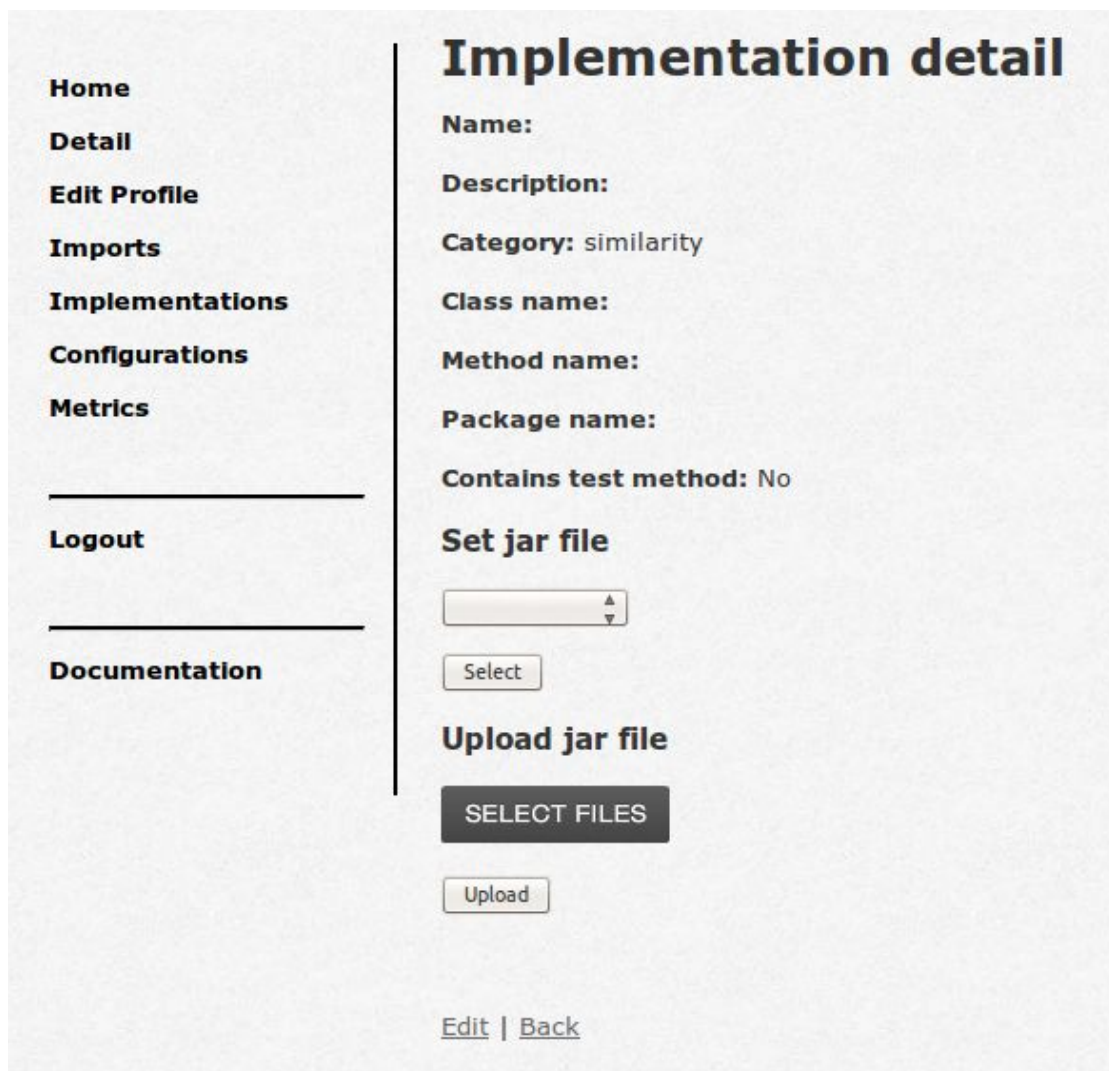 Home
Detail
Edit Profile
Imports
Implementations
Configurations
Metrics
Logout
Documentation
Implementation detail
Name:
Description:
Category: similarity
Class name:
Method name:
Package name:
Contains test method: No
Set jar file
Select
Upload jar file
SELECT FILES
Upload
Edit | Back